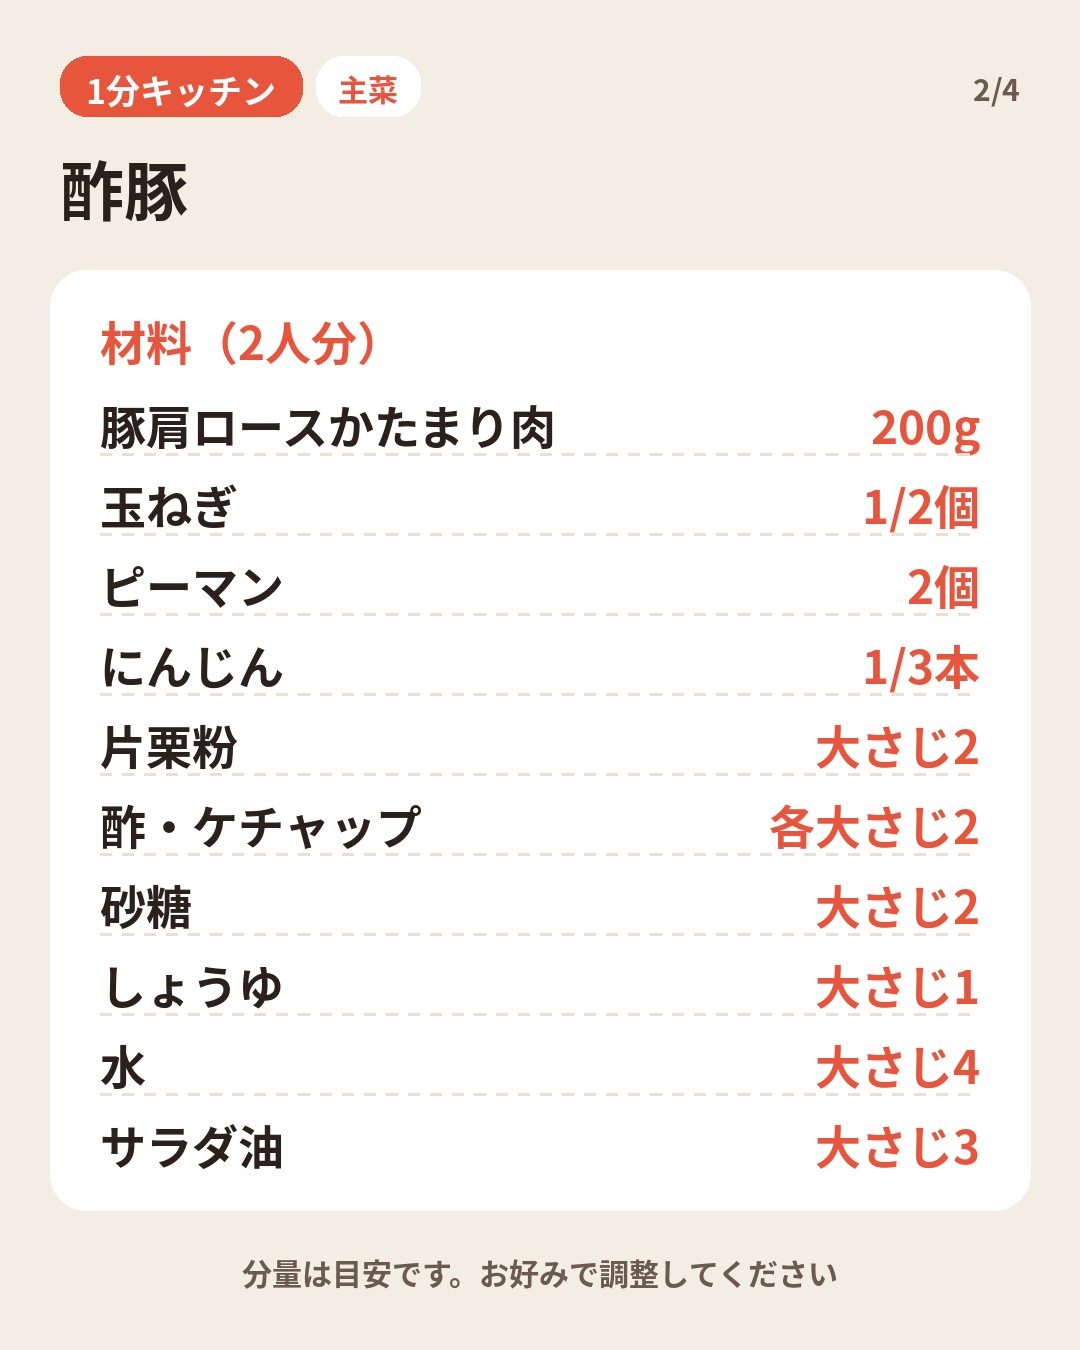 1分キッチン 主菜 2/4
酢豚
材料（2人分）
豚肩ロースかたまり肉 200g
玉ねぎ 1/2個
ピーマン 2個
にんじん 1/3本
片栗粉 大さじ2
酢・ケチャップ 各大さじ2
砂糖 大さじ2
しょうゆ 大さじ1
水 大さじ4
サラダ油 大さじ3
分量は目安です。お好みで調整してください